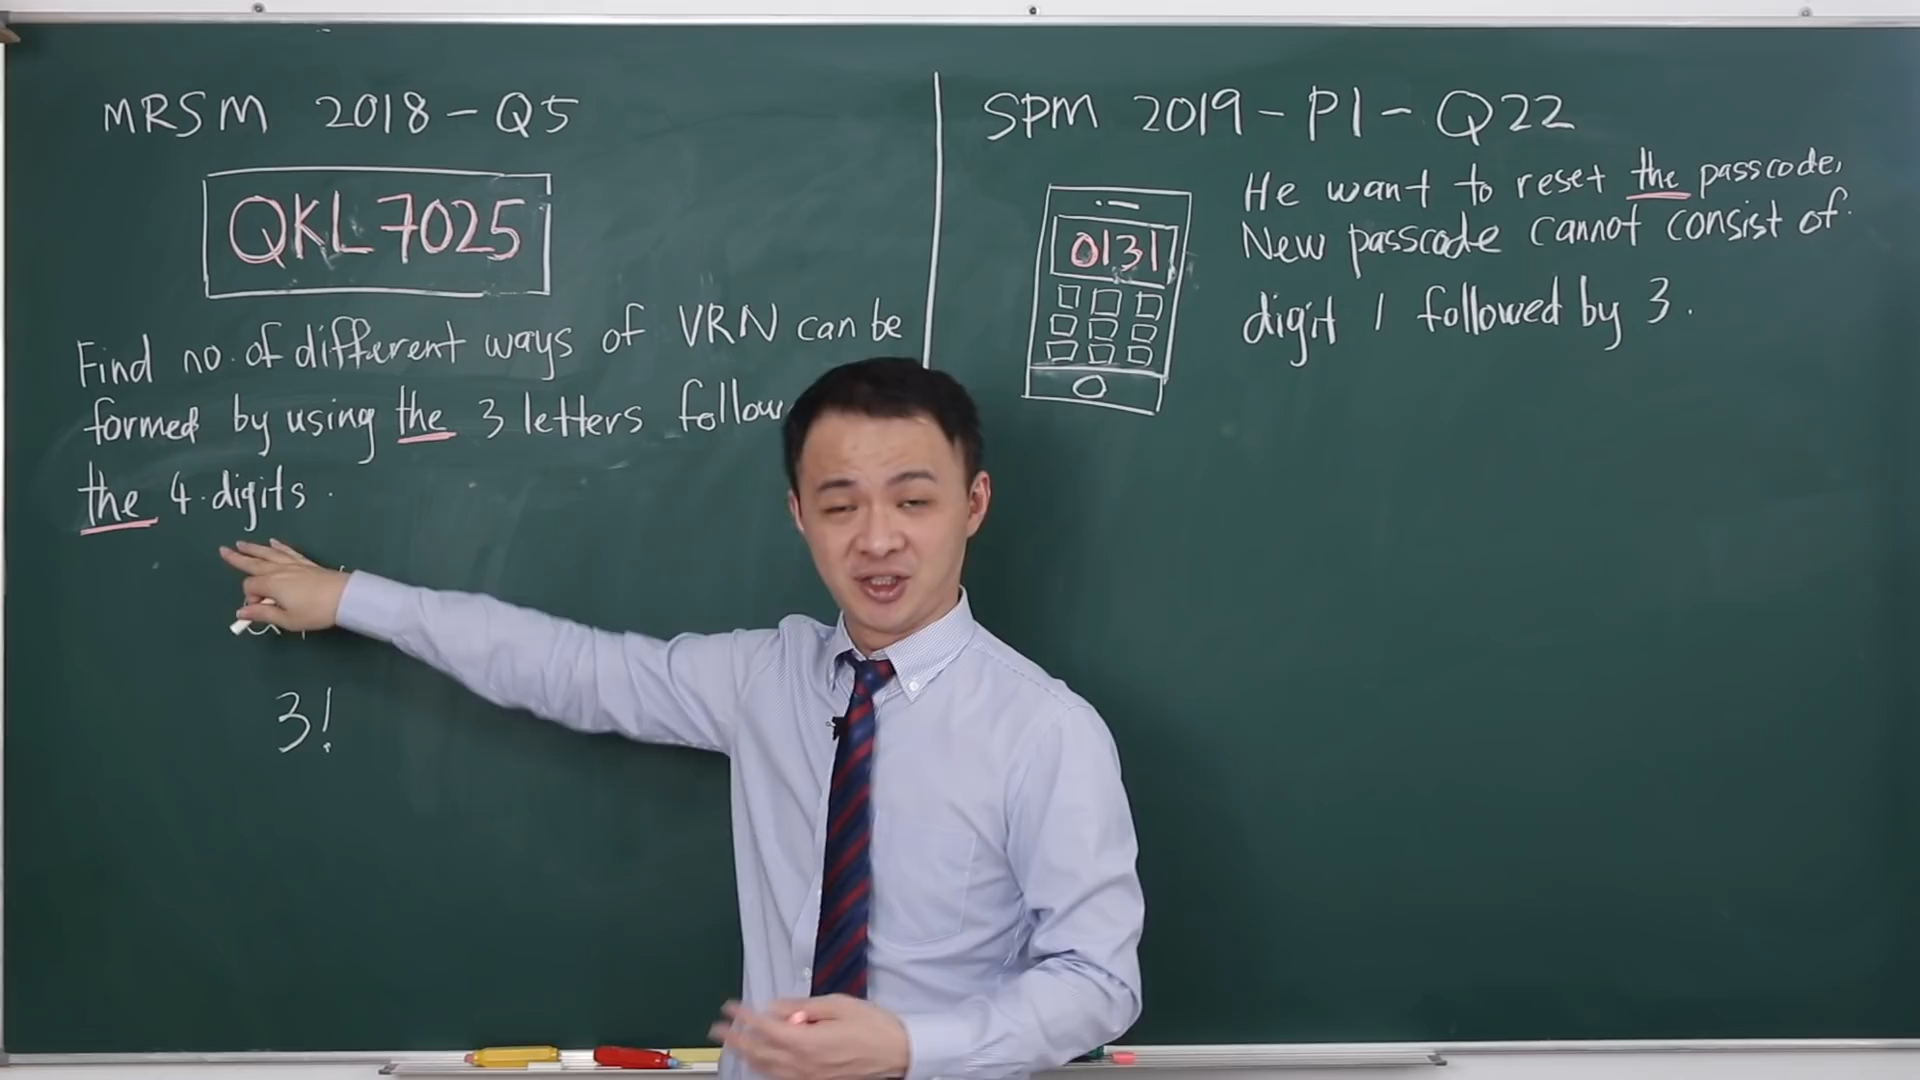 MRSM 2018 - Q5
QKL 7025
Find no. of different ways of VRN can be
formed by using the 3 letters follow
the 4 digits.
3!
SPM 2019 - P1 - Q22
He want to reset the passcode.
0131
New passcode cannot consist of
digit 1 followed by 3.